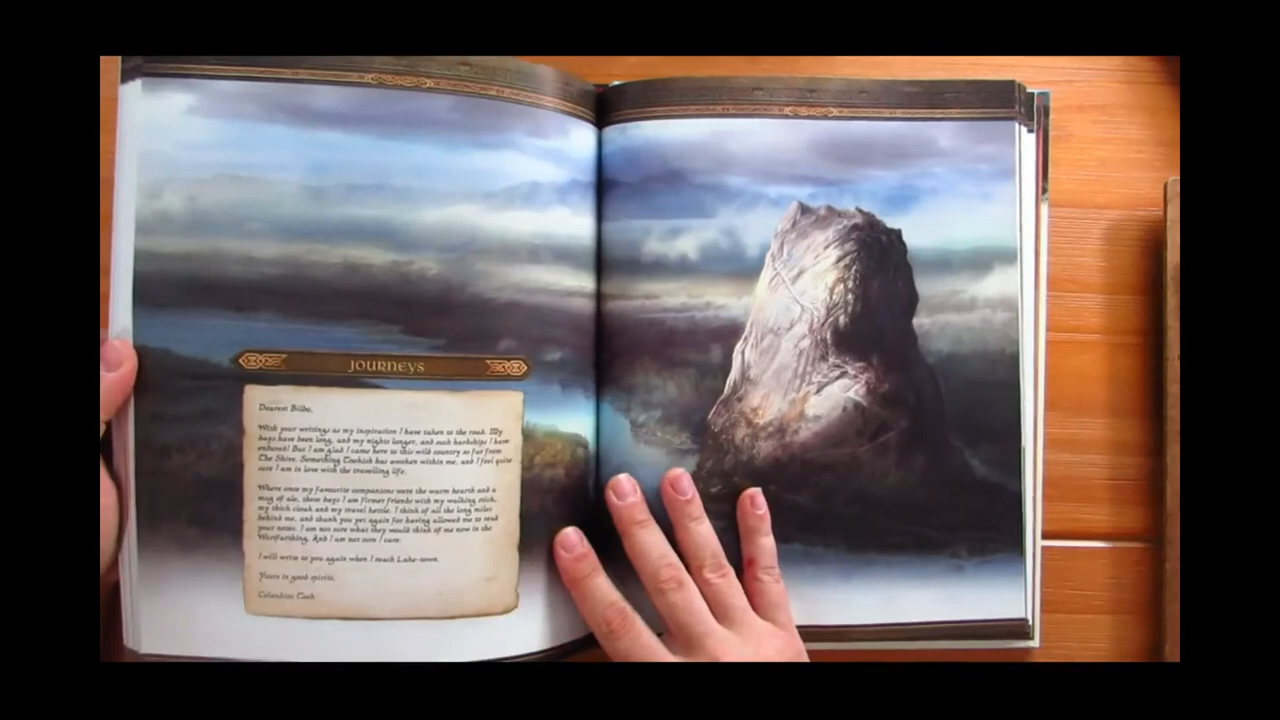 JOURNEYS
Dearest Bilbo,
With your writings as my inspiration I have taken to the road. My
days have been long, and my nights longer, and such hardships I have
endured! But I am glad I came here to this wild country so far from
The Shire. Something Tookish has awoken within me, and I feel quite
sure I am in love with the travelling life.
Where once my favourite companions were the warm hearth and a
mug of ale, these days I am firmer friends with my walking stick,
my thick cloak and my travel kettle. I think of all the long miles
behind me, and thank you yet again for having allowed me to read
your notes. I am not sure what they would think of me now in the
Westfarthing. And I am not sure I care.
I will write to you again when I reach Lake-town.
Yours in good spirits,
Celandine Took